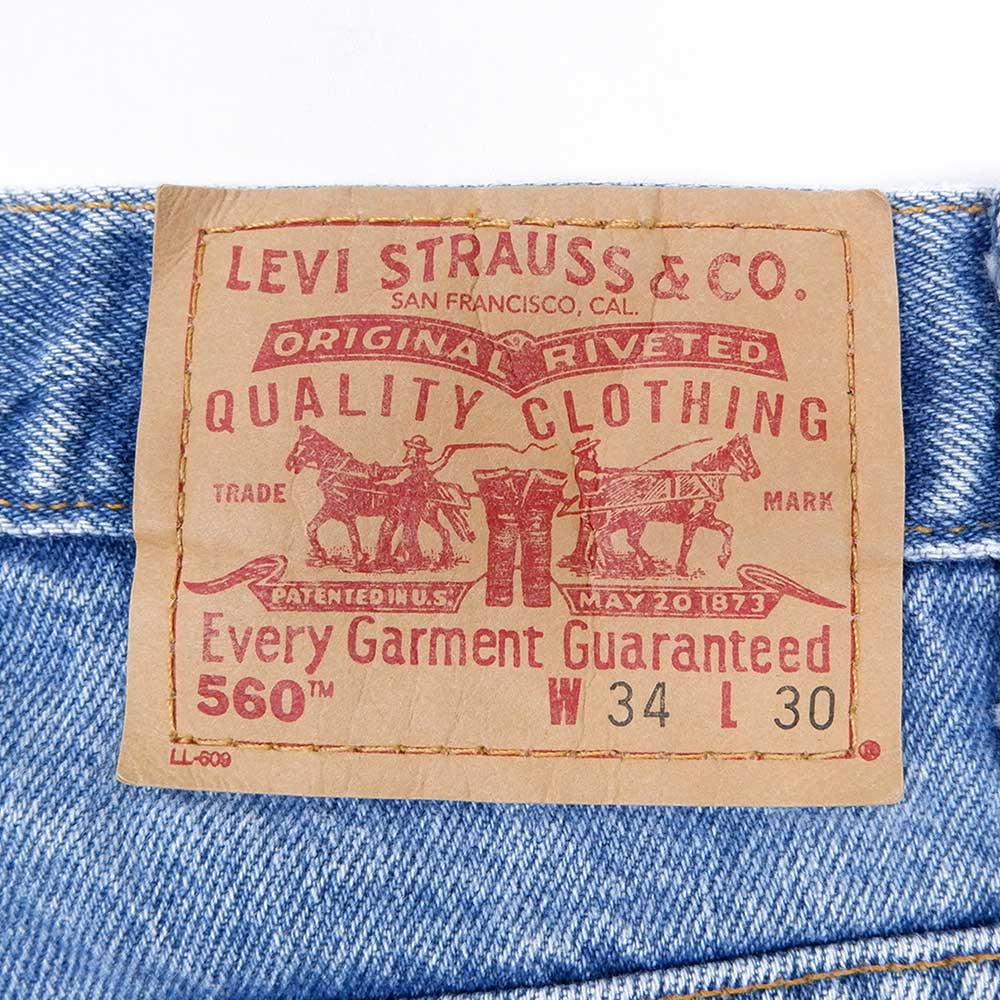 LEVI STRAUSS & CO.
SAN FRANCISCO, CAL.
ORIGINAL RIVETED
QUALITY CLOTHING
TRADE MARK
PATENTED IN U.S. MAY 20 1873
Every Garment Guaranteed
560™ W 34 L 30
LL-609 ®